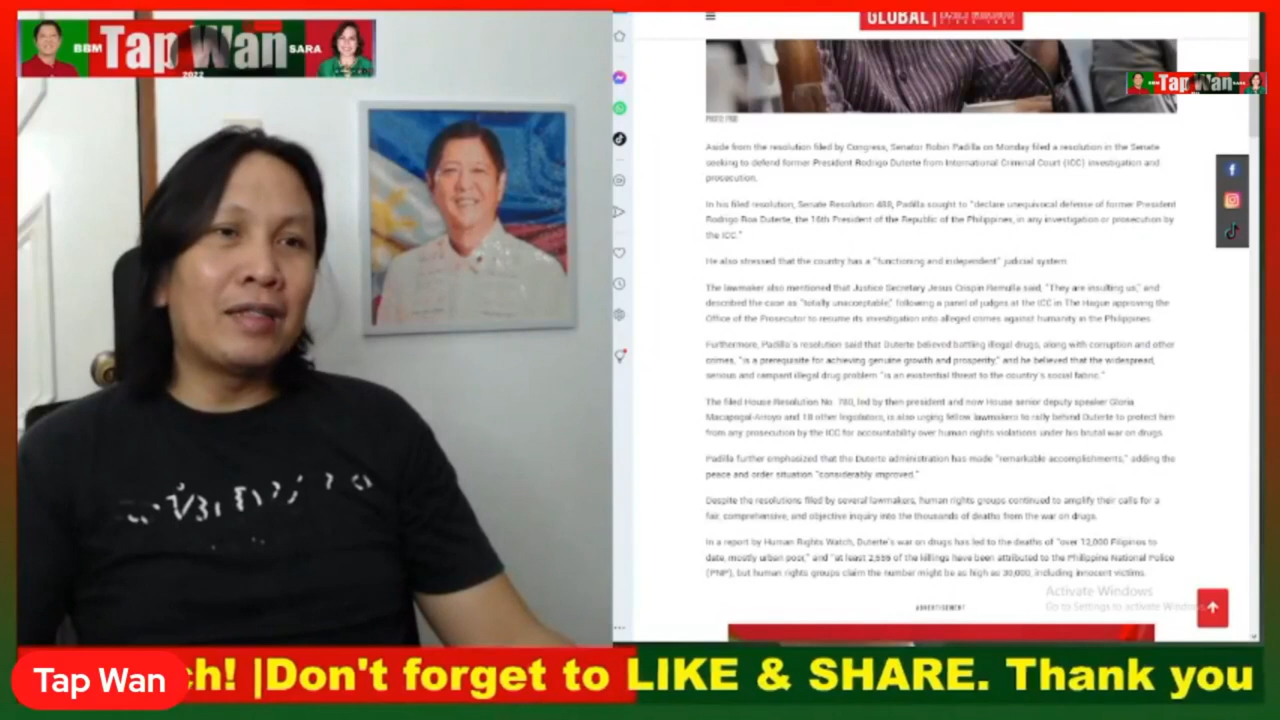 BBM Tap Wan SARA
2022
GLOBAL
BBM Tap Wan SARA
Aside from the resolution filed by Congress, Senator Robin Padilla on Monday filed a resolution in the Senate
seeking to defend former President Rodrigo Duterte from International Criminal Court (ICC) investigation and
prosecution.
In his filed resolution, Senate Resolution 488, Padilla sought to "declare unequivocal defense of former President
Rodrigo Roa Duterte, the 16th President of the Republic of the Philippines, in any investigation or prosecution by
the ICC."
He also stressed that the country has a "functioning and independent" judicial system.
The lawmaker also mentioned that Justice Secretary Jesus Crispin Remulla said, "They are insulting us," and
described the case as "totally unacceptable," following a panel of judges at the ICC in The Hague approving the
Office of the Prosecutor to resume its investigation into alleged crimes against humanity in the Philippines.
Furthermore, Padilla's resolution said that Duterte believed battling illegal drugs, along with corruption and other
crimes, "is a prerequisite for achieving genuine growth and prosperity," and he believed that the widespread,
serious and rampant illegal drug problem "is an existential threat to the country's social fabric."
The filed House Resolution No. 780, led by then president and now House senior deputy speaker Gloria
Macapagal-Arroyo and 18 other legislators, is also urging fellow lawmakers to rally behind Duterte to protect him
from any prosecution by the ICC for accountability over human rights violations under his brutal war on drugs.
Padilla further emphasized that the Duterte administration has made "remarkable accomplishments," adding the
peace and order situation "considerably improved."
Despite the resolutions filed by several lawmakers, human rights groups continued to amplify their calls for a
fair, comprehensive, and objective inquiry into the thousands of deaths from the war on drugs.
In a report by Human Rights Watch, Duterte's war on drugs has led to the deaths of "over 12,000 Filipinos to
date, mostly urban poor," and "at least 2,555 of the killings have been attributed to the Philippine National Police
(PNP), but human rights groups claim the number might be as high as 30,000, including innocent victims.
Activate Windows
Go to Settings to activate Windows.
ADVERTISEMENT
Tap Wan
ch! |Don't forget to LIKE & SHARE. Thank you